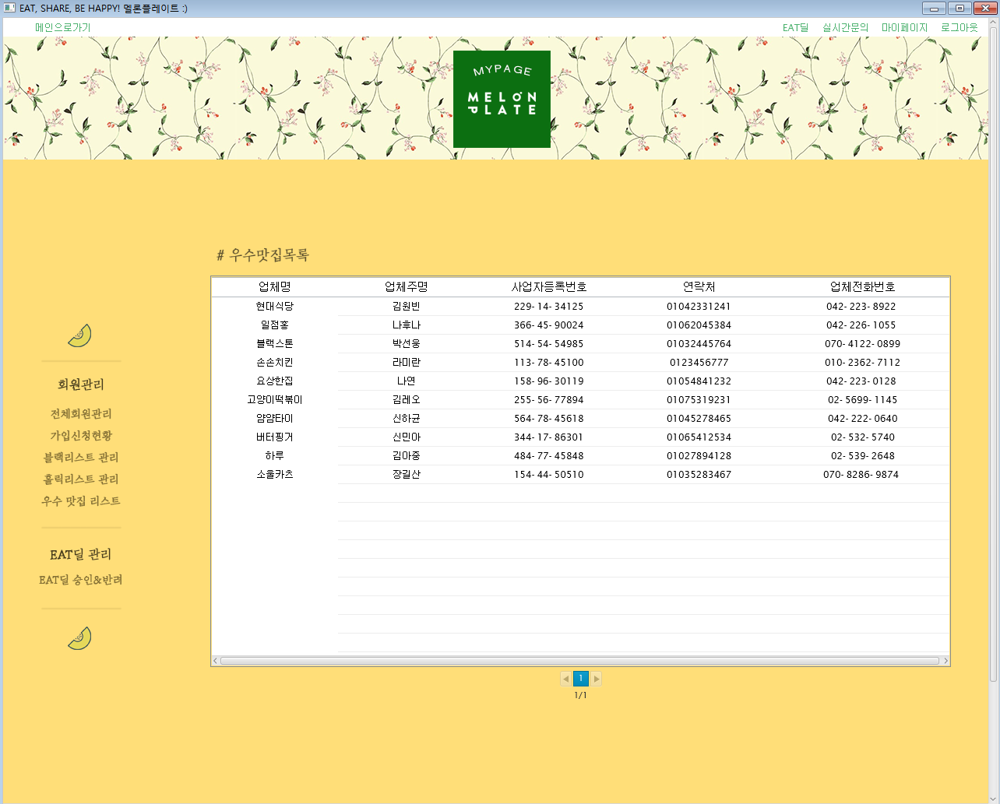 EAT, SHARE, BE HAPPY! 멜론플레이트 :)
메인으로가기 EAT딜 실시간문의 마이페이지 로그아웃
MYPAGE
MELON
PLATE
# 우수맛집목록
업체명 업체주명 사업자등록번호 연락처 업체전화번호
현대식당 김원빈 229- 14- 34125 01042331241 042- 223- 8922
일점홍 나후나 366- 45- 90024 01062045384 042- 226- 1055
블랙스톤 박선웅 514- 54- 54985 01032445764 070- 4122- 0899
손손치킨 라미란 113- 78- 45100 0123456777 010- 2362- 7112
요상한집 나연 158- 96- 30119 01054841232 042- 223- 0128
고양이떡볶이 김레오 255- 56- 77894 01075319231 02- 5699- 1145
얌얌타이 신하균 564- 78- 45618 01045278465 042- 222- 0640
버터핑거 신민아 344- 17- 86301 01065412534 02- 532- 5740
하루 김아중 484- 77- 45848 01027894128 02- 539- 2648
소울카츠 장길산 154- 44- 50510 01035283467 070- 8286- 9874
회원관리
전체회원관리
가입신청현황
블랙리스트 관리
홀릭리스트 관리
우수 맛집 리스트
EAT딜 관리
EAT딜 승인&반려
1
1/1